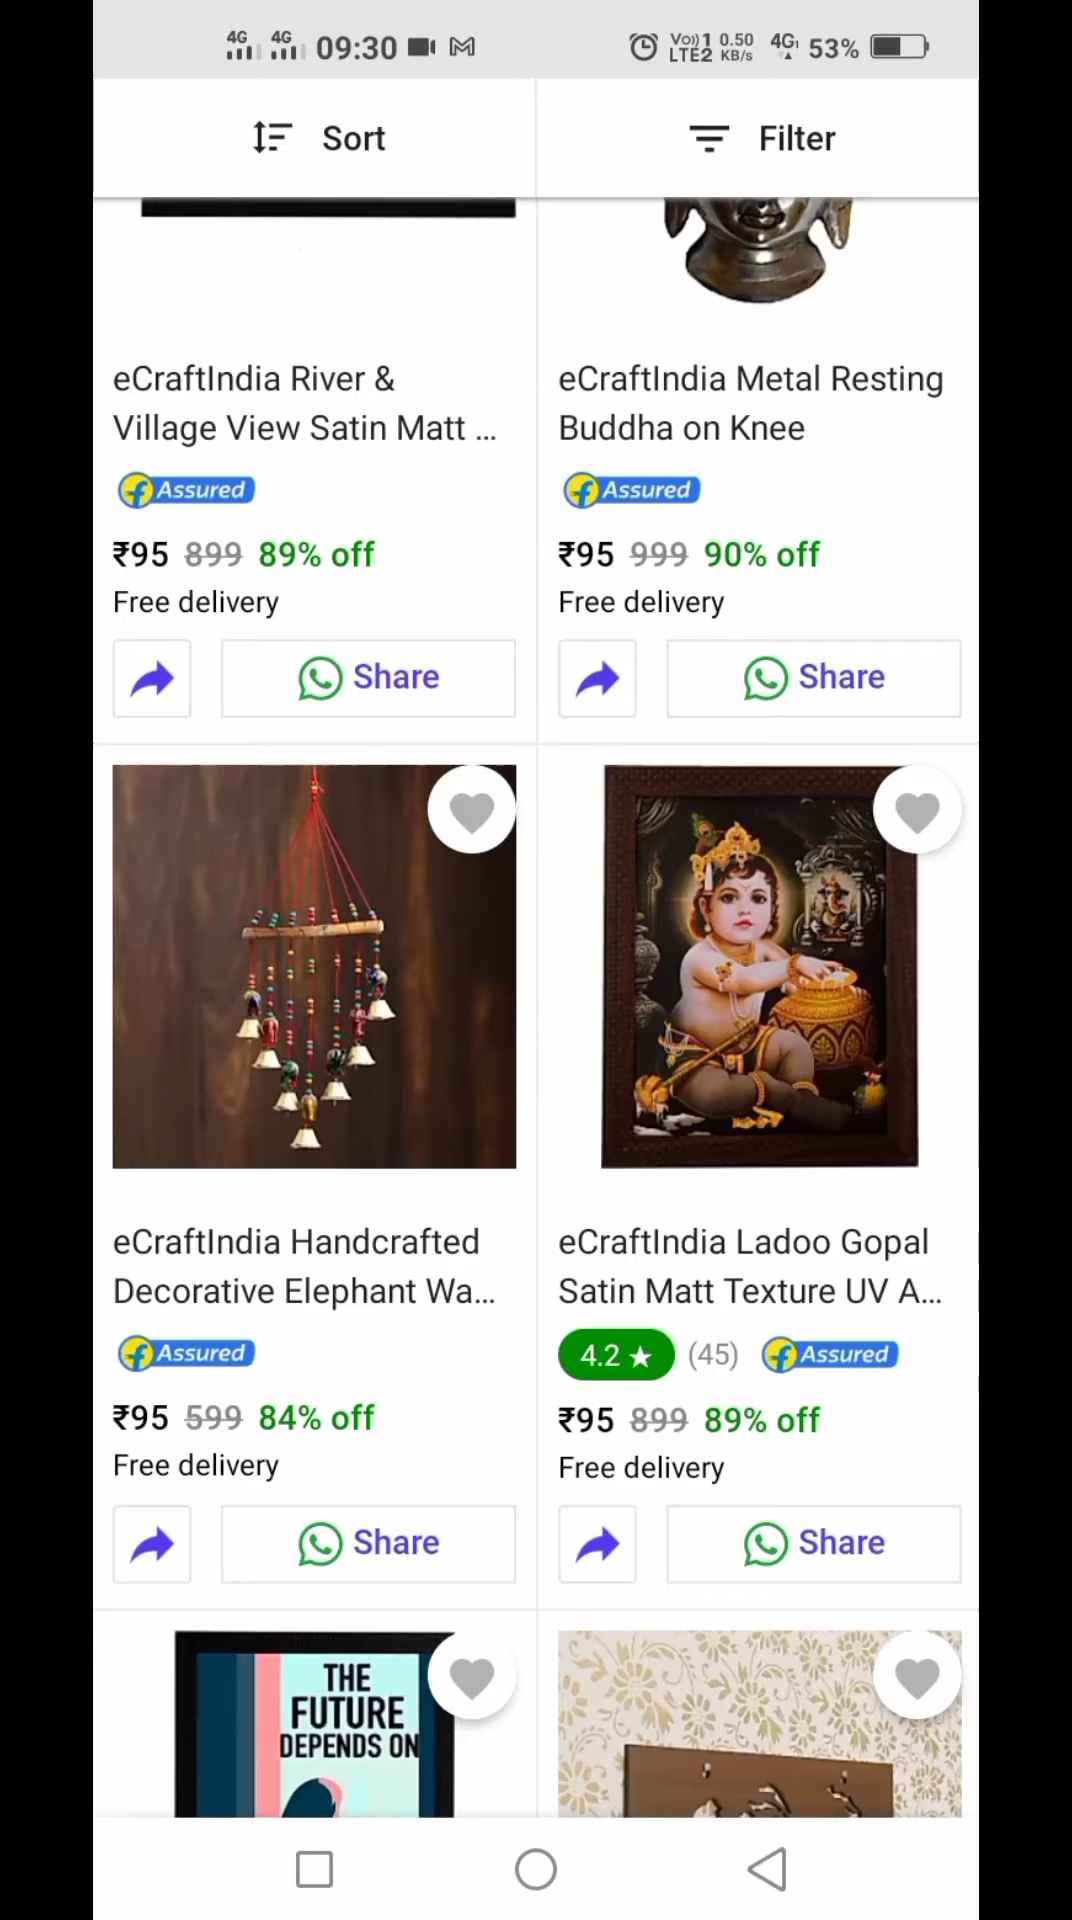 4G 4G 09:30 Vo)) 1 LTE2 0.50 KB/s 4G 53%
Sort
Filter
eCraftIndia River &
Village View Satin Matt ...
Assured
₹95 899 89% off
Free delivery
Share
eCraftIndia Metal Resting
Buddha on Knee
Assured
₹95 999 90% off
Free delivery
Share
eCraftIndia Handcrafted
Decorative Elephant Wa...
Assured
₹95 599 84% off
Free delivery
Share
eCraftIndia Ladoo Gopal
Satin Matt Texture UV A...
4.2 ★ (45) Assured
₹95 899 89% off
Free delivery
Share
THE
FUTURE
DEPENDS ON